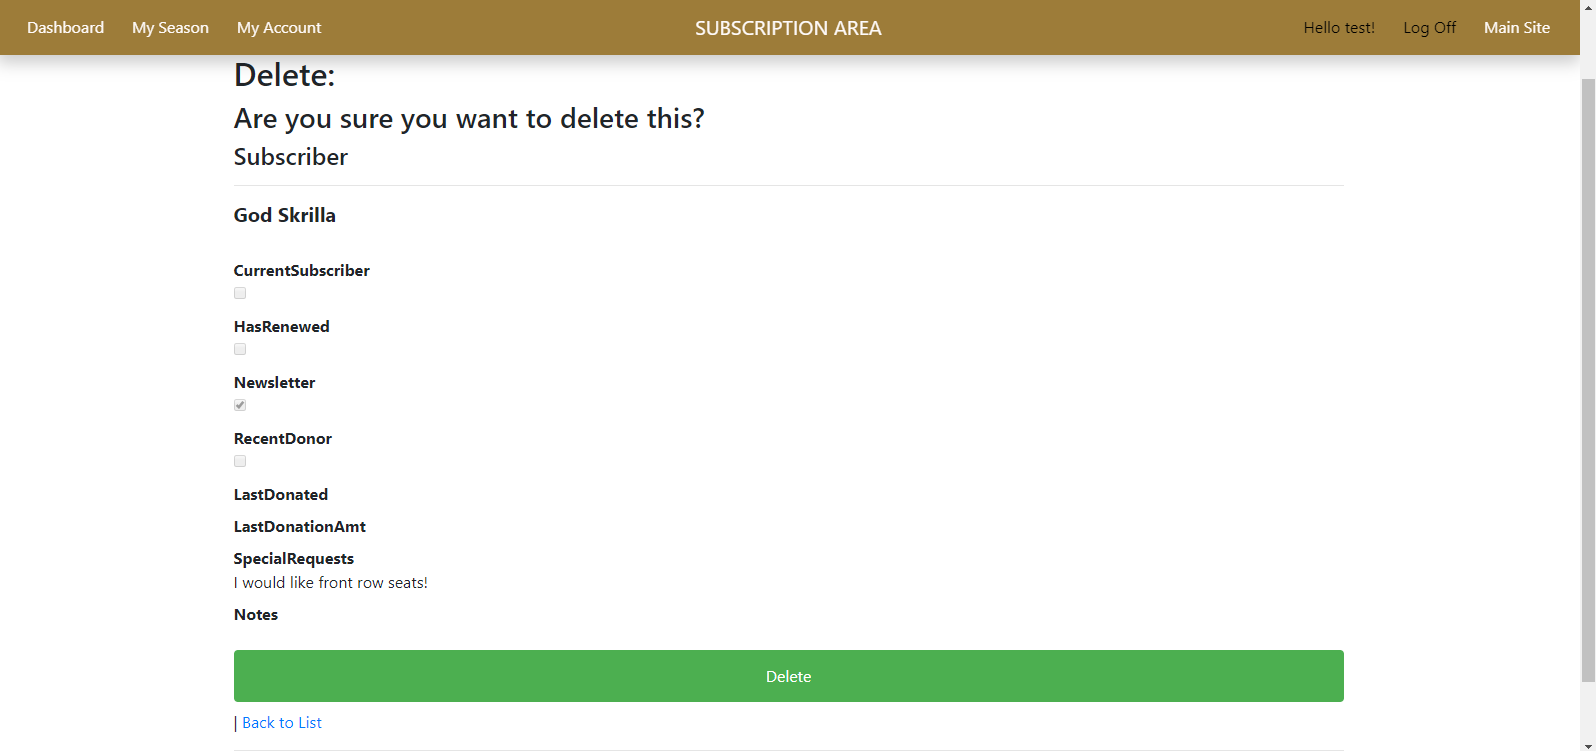 Dashboard My Season My Account SUBSCRIPTION AREA Hello test! Log Off Main Site
Delete:
Are you sure you want to delete this?
Subscriber
God Skrilla
CurrentSubscriber
HasRenewed
Newsletter
RecentDonor
LastDonated
LastDonationAmt
SpecialRequests
I would like front row seats!
Notes
Delete
| Back to List